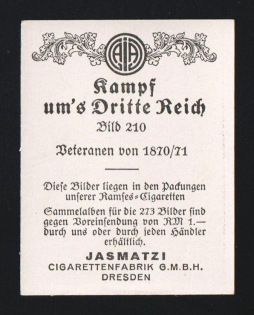 Kampf
um's Dritte Reich
Bild 210
Veteranen von 1870/71
Diese Bilder liegen in den Packungen
unserer Ramses-Cigaretten
Sammelalben für die 273 Bilder sind
gegen Voreinsendung von RM 1.—
durch uns oder durch jeden Händler
erhältlich.
JASMATZI
CIGARETTENFABRIK G.M.B.H.
DRESDEN